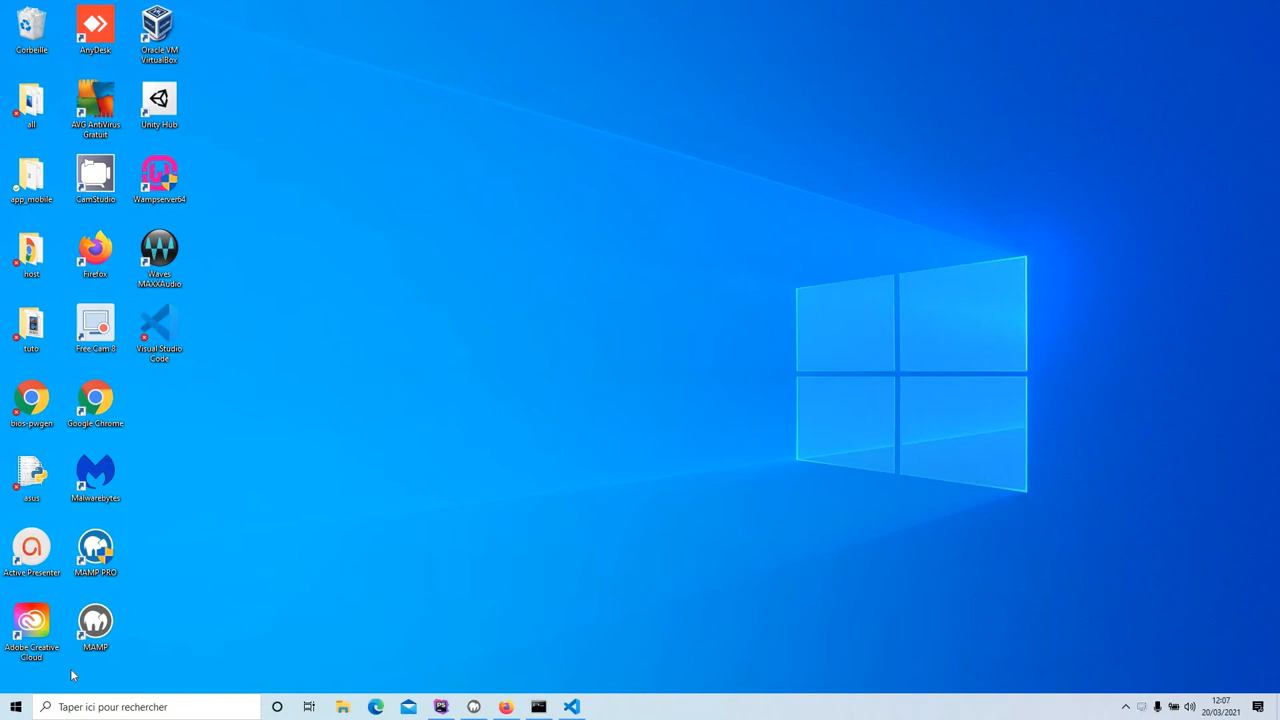 Corbeille
AnyDesk
Oracle VM
VirtualBox
all
AVG AntiVirus
Gratuit
Unity Hub
app_mobile
CamStudio
Wampserver64
host
Firefox
Waves
MAXXAudio
tuto
Free Cam 8
Visual Studio
Code
bios-pwgen
Google Chrome
asus
Malwarebytes
Active Presenter
MAMP PRO
Adobe Creative
Cloud
MAMP
Taper ici pour rechercher
PS
12:07
20/03/2021